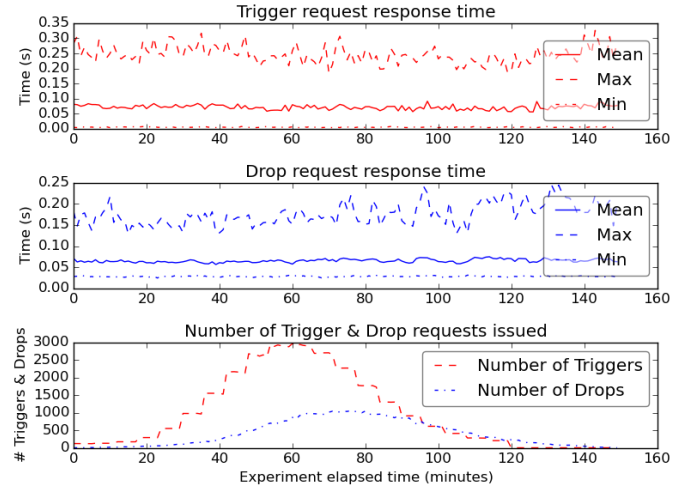 Trigger request response time
0.35
0.30
0.25
0.20
0.15
0.10
0.05
0.00
Time (s)
Mean
Max
Min
0 20 40 60 80 100 120 140 160
Drop request response time
0.25
0.20
0.15
0.10
0.05
0.00
Time (s)
Mean
Max
Min
0 20 40 60 80 100 120 140 160
Number of Trigger & Drop requests issued
3000
2500
2000
1500
1000
500
0
# Triggers & Drops
Number of Triggers
Number of Drops
0 20 40 60 80 100 120 140 160
Experiment elapsed time (minutes)